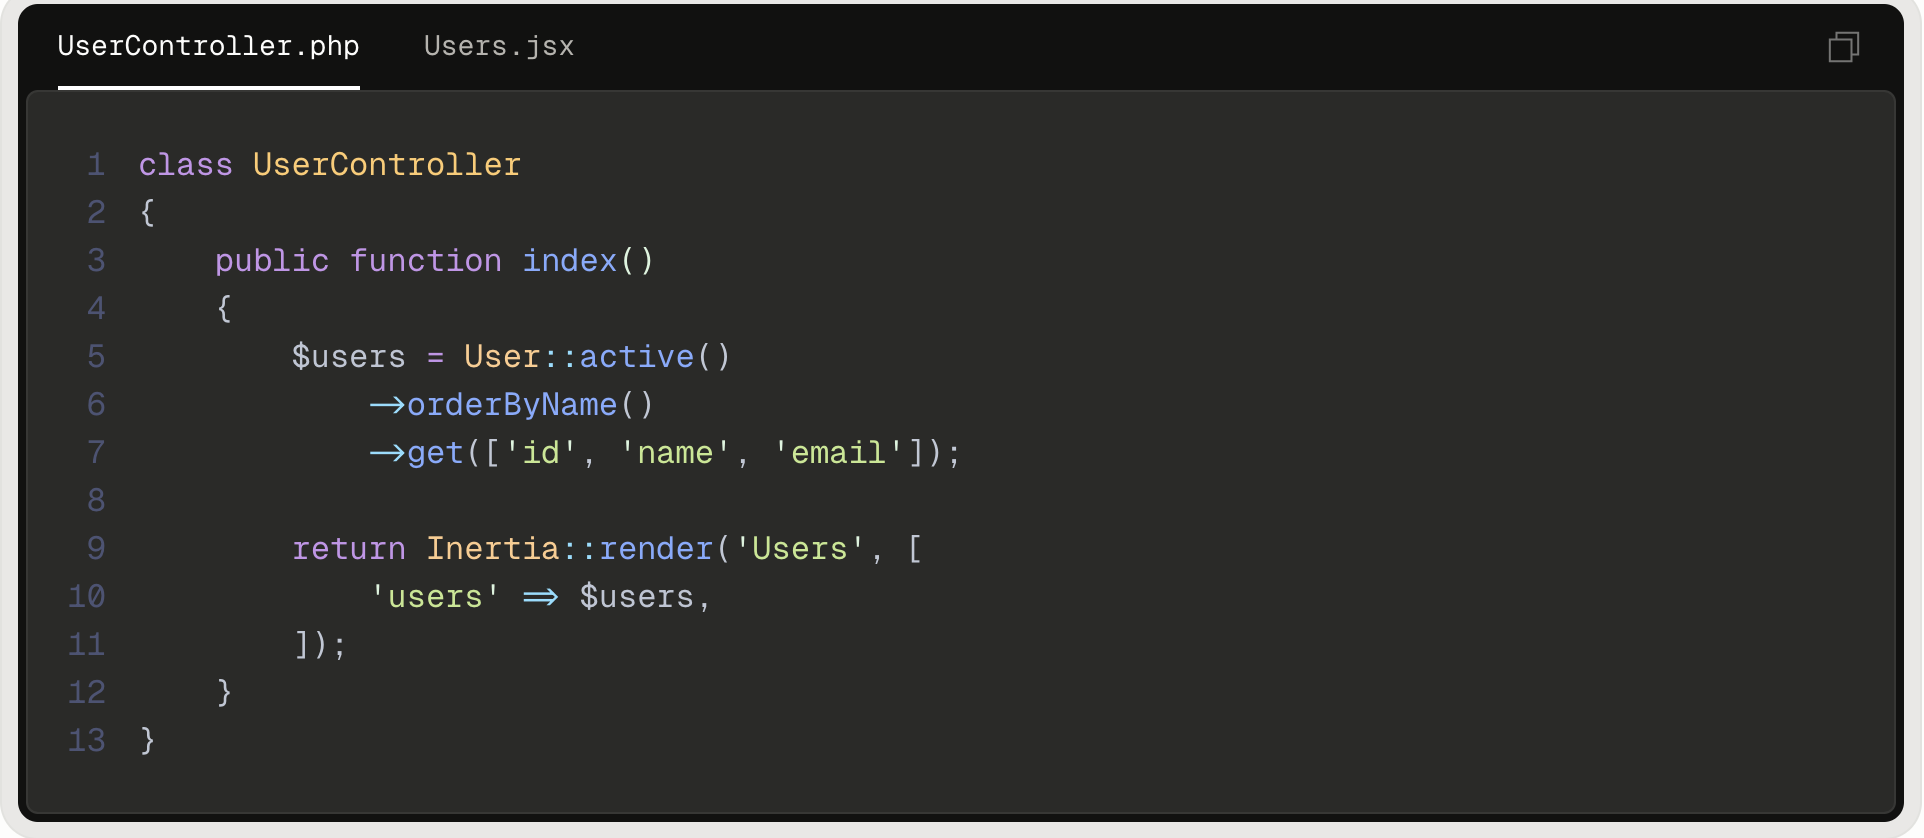 UserController.php Users.jsx
1 class UserController
2 {
3     public function index()
4     {
5         $users = User::active()
6             ->orderByName()
7             ->get(['id', 'name', 'email']);
8
9         return Inertia::render('Users', [
10             'users' => $users,
11         ]);
12     }
13 }